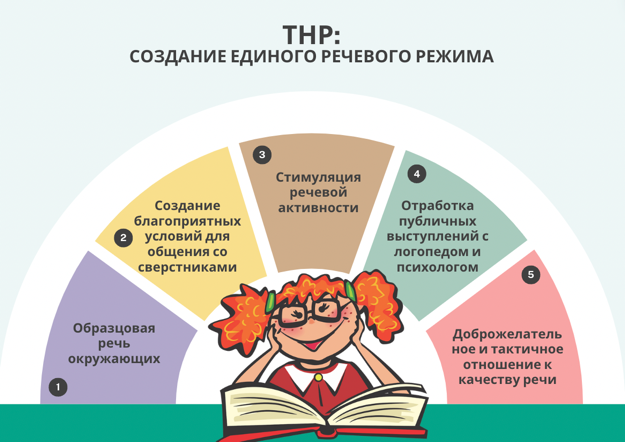 ТНР:
СОЗДАНИЕ ЕДИНОГО РЕЧЕВОГО РЕЖИМА
1
Образцовая
речь
окружающих
2
Создание
благоприятных
условий для
общения со
сверстниками
3
Стимуляция
речевой
активности
4
Отработка
публичных
выступлений с
логопедом и
психологом
5
Доброжелатель
ное и тактичное
отношение к
качеству речи